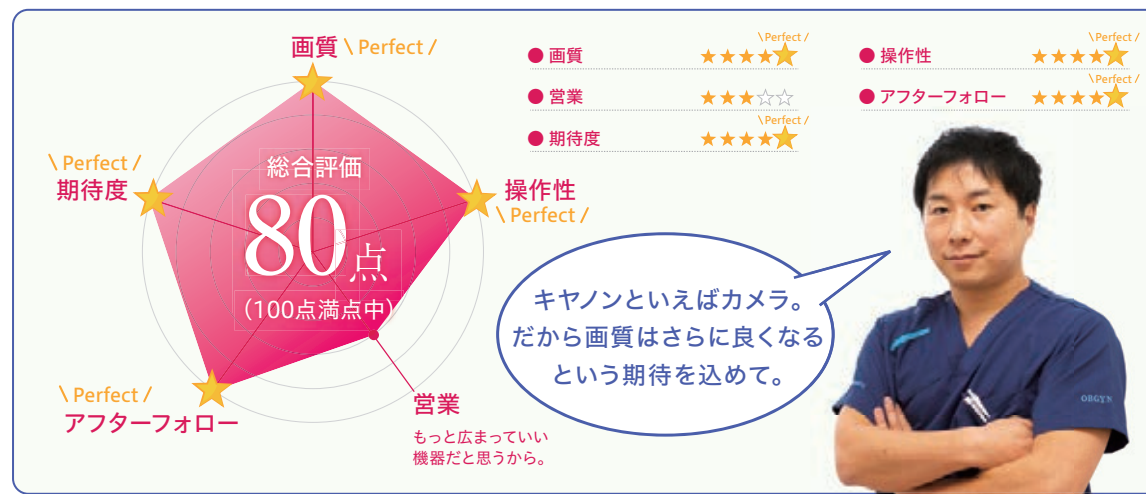 画質 \ Perfect /
\ Perfect /
期待度
操作性
\ Perfect /
総合評価
80点
（100点満点中）
\ Perfect /
アフターフォロー
営業
もっと広まっていい
機器だと思うから。
\ Perfect /
● 画質 ★★★★★
● 営業 ★★★☆☆
\ Perfect /
● 期待度 ★★★★★
\ Perfect /
● 操作性 ★★★★★
\ Perfect /
● アフターフォロー ★★★★★
キヤノンといえばカメラ。
だから画質はさらに良くなる
という期待を込めて。
OBGYN